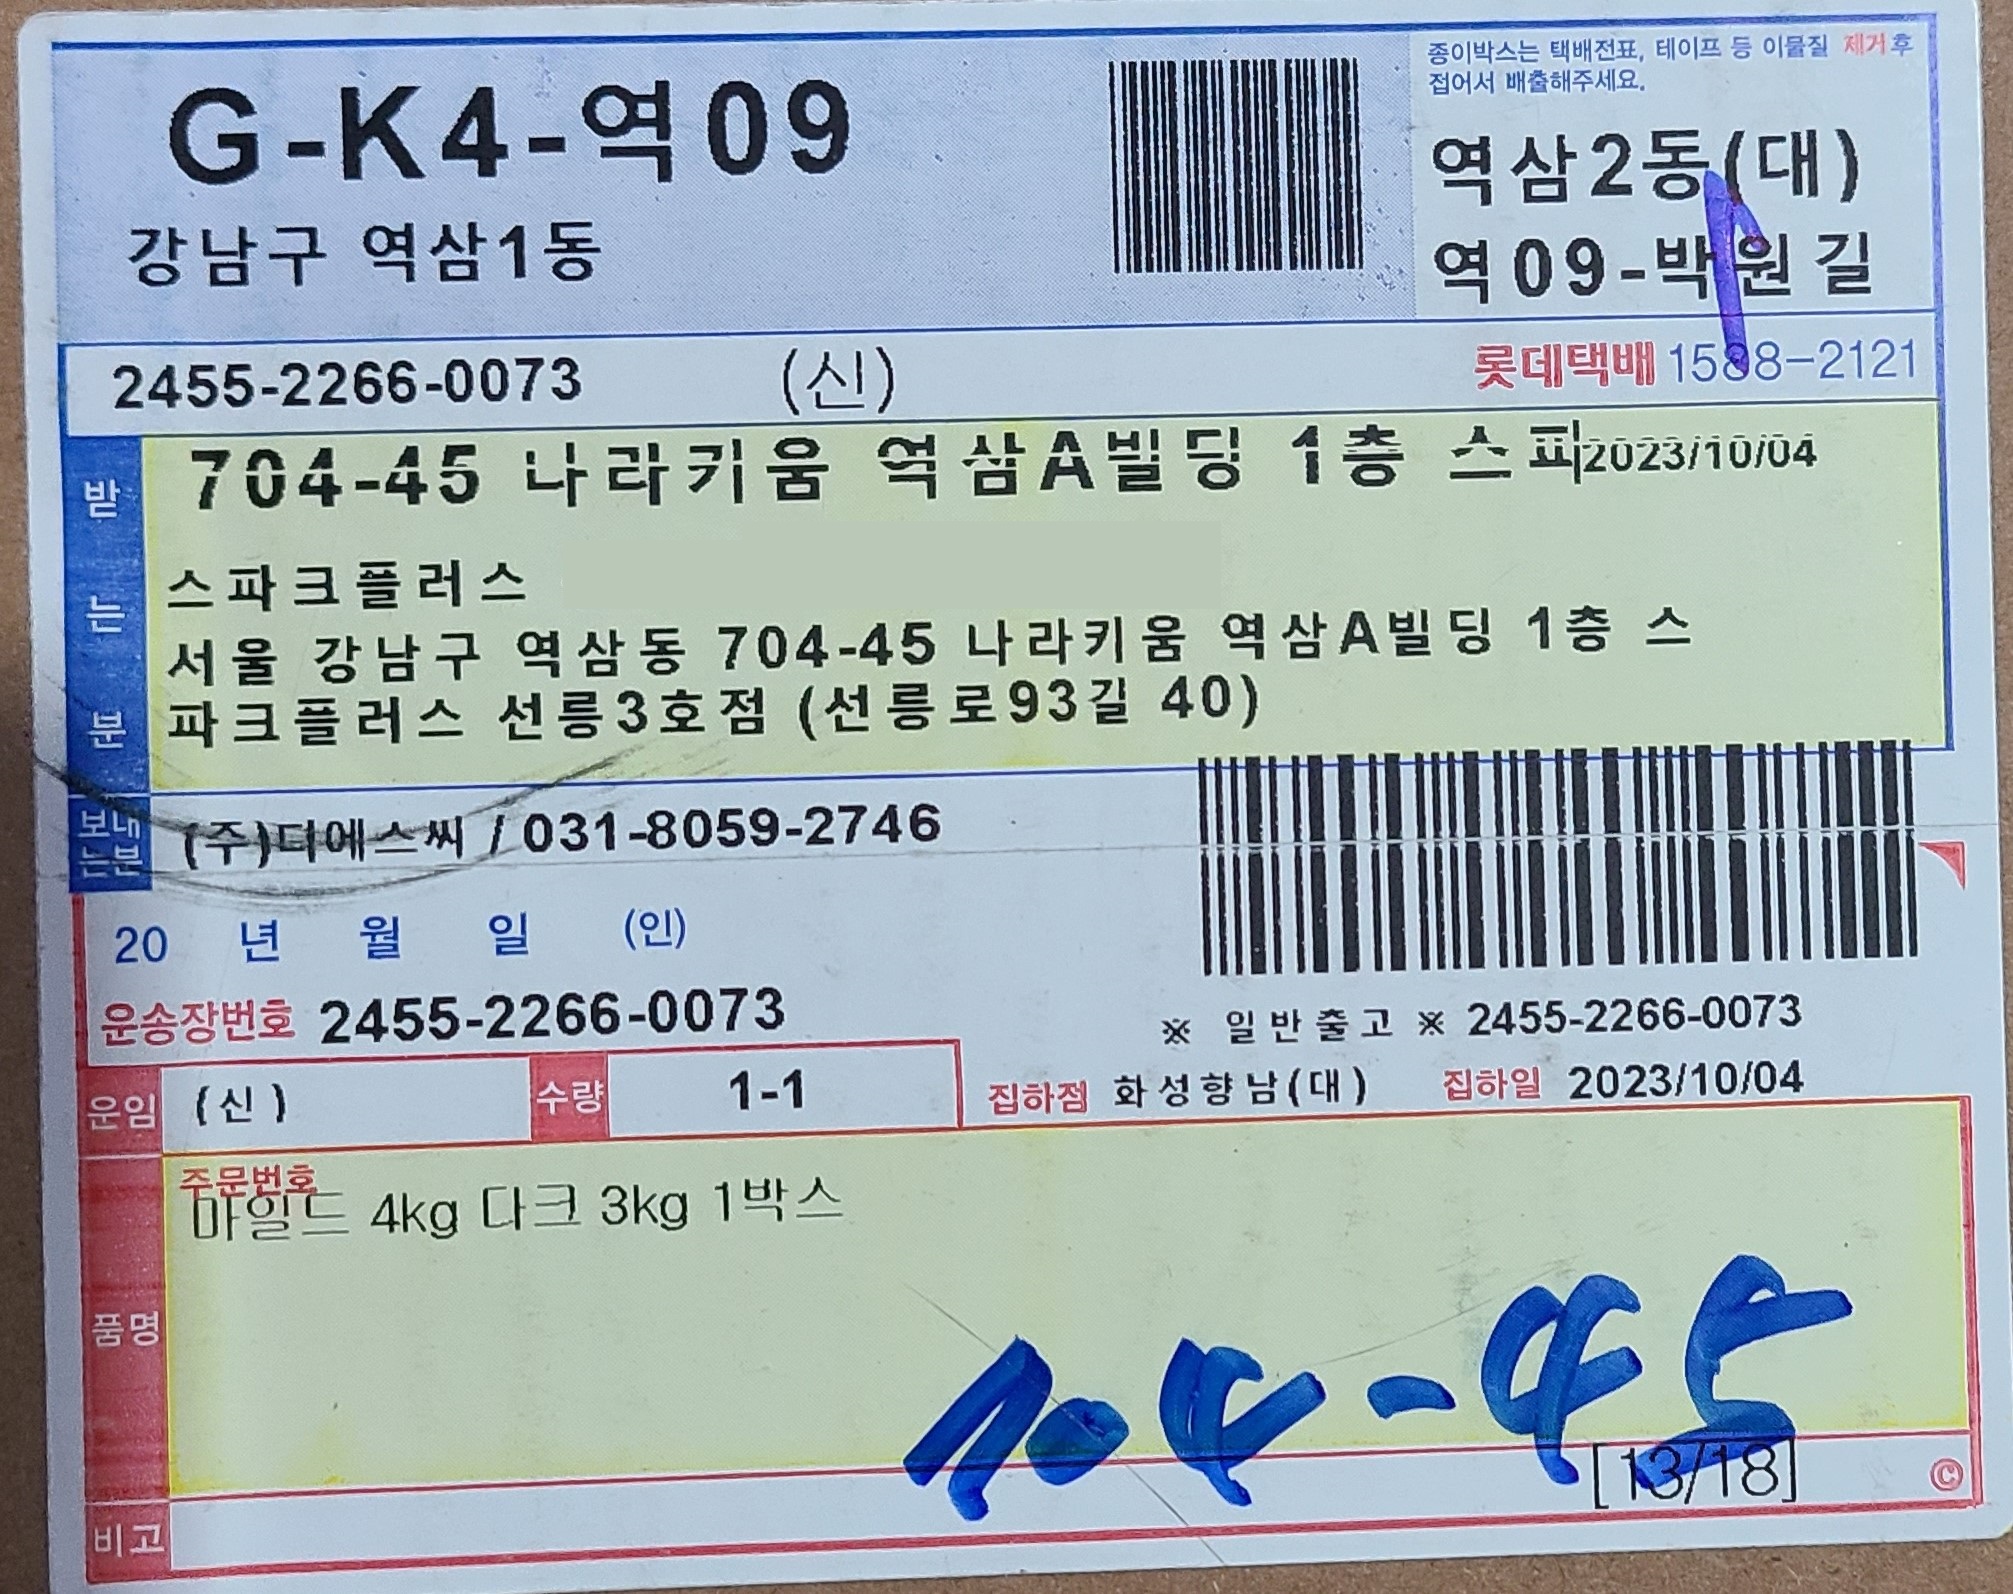 종이박스는 택배전표, 테이프 등 이물질 제거후
접어서 배출해주세요.
G-K4-역09
강남구 역삼1동
역삼2동(대)
역09-박원길
2455-2266-0073 (신) 롯데택배 1588-2121
받는분
704-45 나라키움 역삼A빌딩 1층 스파 2023/10/04
스파크플러스
서울 강남구 역삼동 704-45 나라키움 역삼A빌딩 1층 스
파크플러스 선릉3호점 (선릉로93길 40)
보내는분 (주)디에스씨 / 031-8059-2746
20 년 월 일 (인)
운송장번호 2455-2266-0073
※ 일반출고 ※ 2455-2266-0073
운임 (신) 수량 1-1 집하점 화성향남(대) 집하일 2023/10/04
주문번호
마일드 4kg 다크 3kg 1박스
품명
704-45
[13/18]
©
비고